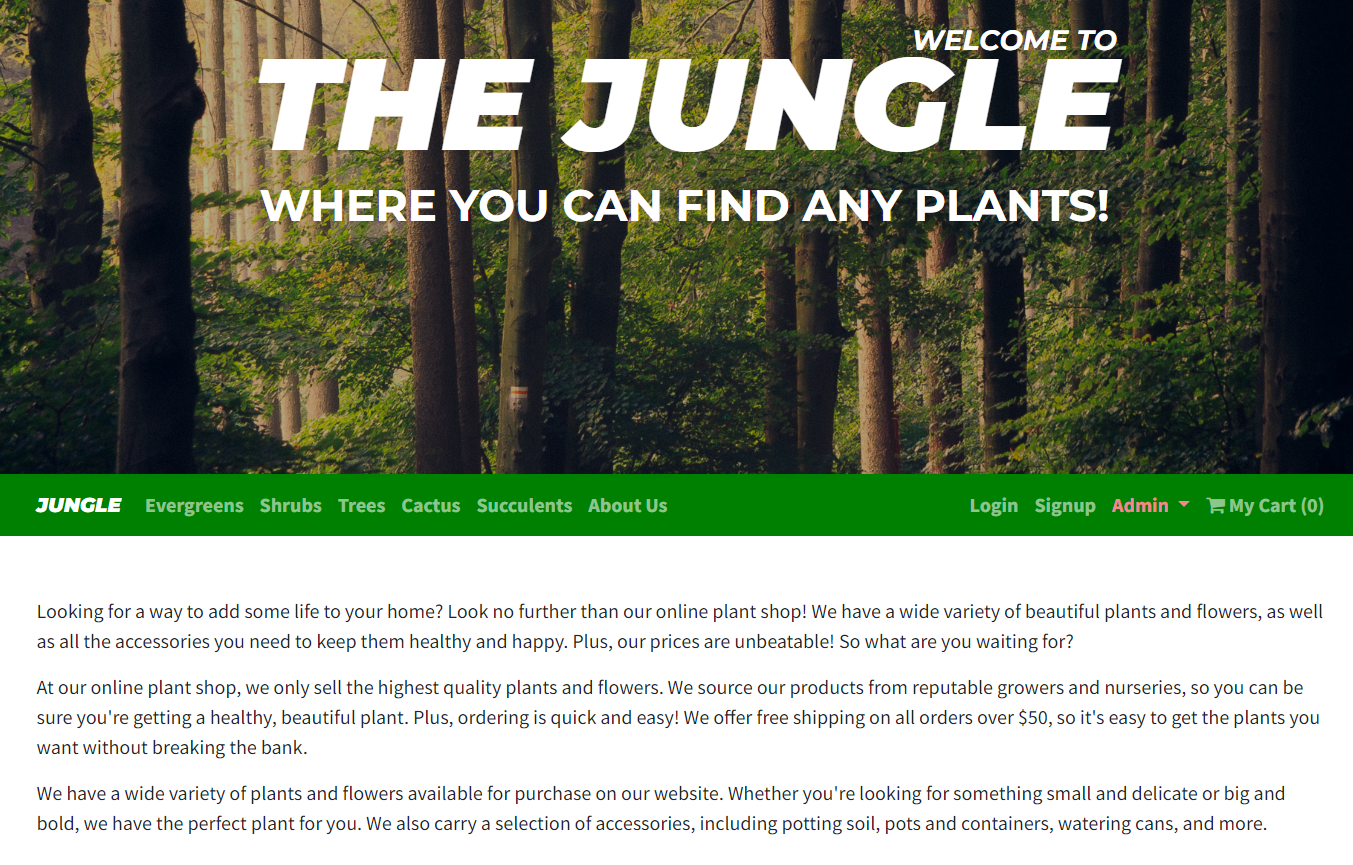 WELCOME TO
THE JUNGLE
WHERE YOU CAN FIND ANY PLANTS!
JUNGLE Evergreens Shrubs Trees Cactus Succulents About Us Login Signup Admin My Cart (0)
Looking for a way to add some life to your home? Look no further than our online plant shop! We have a wide variety of beautiful plants and flowers, as well
as all the accessories you need to keep them healthy and happy. Plus, our prices are unbeatable! So what are you waiting for?
At our online plant shop, we only sell the highest quality plants and flowers. We source our products from reputable growers and nurseries, so you can be
sure you're getting a healthy, beautiful plant. Plus, ordering is quick and easy! We offer free shipping on all orders over $50, so it's easy to get the plants you
want without breaking the bank.
We have a wide variety of plants and flowers available for purchase on our website. Whether you're looking for something small and delicate or big and
bold, we have the perfect plant for you. We also carry a selection of accessories, including potting soil, pots and containers, watering cans, and more.